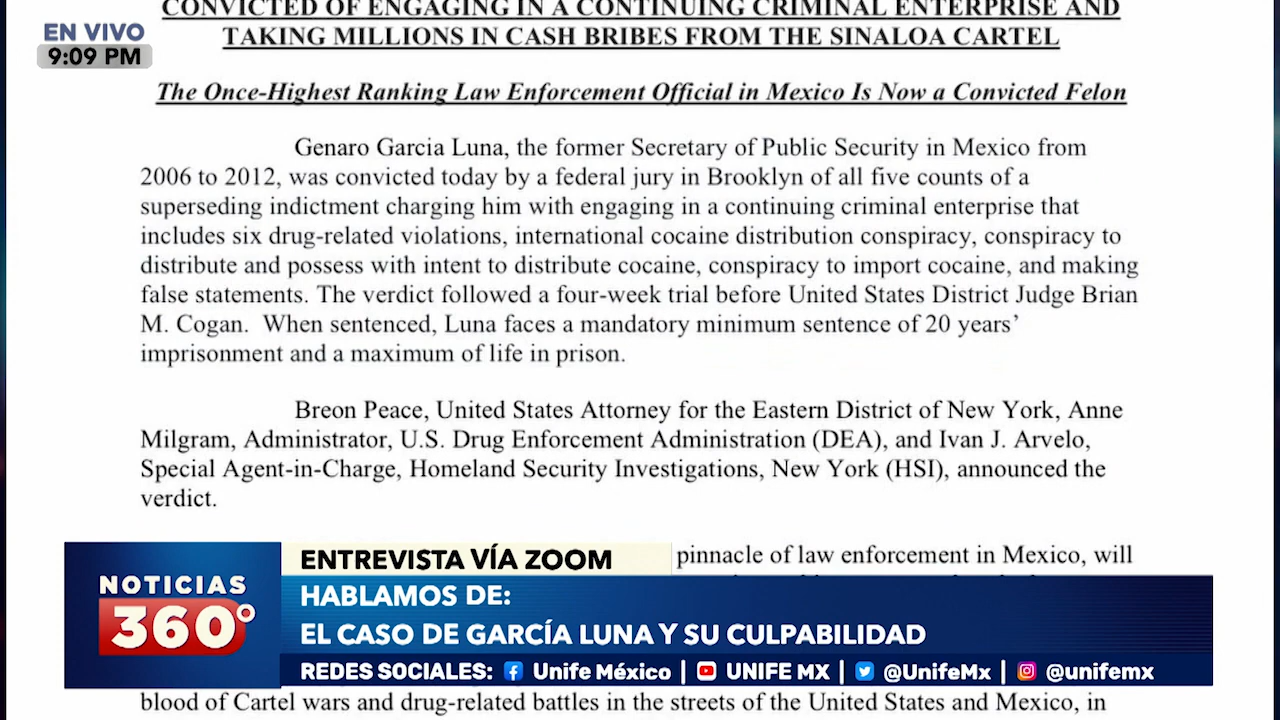 CONVICTED OF ENGAGING IN A CONTINUING CRIMINAL ENTERPRISE AND
TAKING MILLIONS IN CASH BRIBES FROM THE SINALOA CARTEL
EN VIVO
9:09 PM
The Once-Highest Ranking Law Enforcement Official in Mexico Is Now a Convicted Felon
Genaro Garcia Luna, the former Secretary of Public Security in Mexico from
2006 to 2012, was convicted today by a federal jury in Brooklyn of all five counts of a
superseding indictment charging him with engaging in a continuing criminal enterprise that
includes six drug-related violations, international cocaine distribution conspiracy, conspiracy to
distribute and possess with intent to distribute cocaine, conspiracy to import cocaine, and making
false statements. The verdict followed a four-week trial before United States District Judge Brian
M. Cogan. When sentenced, Luna faces a mandatory minimum sentence of 20 years’
imprisonment and a maximum of life in prison.
Breon Peace, United States Attorney for the Eastern District of New York, Anne
Milgram, Administrator, U.S. Drug Enforcement Administration (DEA), and Ivan J. Arvelo,
Special Agent-in-Charge, Homeland Security Investigations, New York (HSI), announced the
verdict.
pinnacle of law enforcement in Mexico, will
NOTICIAS
360°
ENTREVISTA VÍA ZOOM
HABLAMOS DE:
EL CASO DE GARCÍA LUNA Y SU CULPABILIDAD
REDES SOCIALES: Unife México | UNIFE MX | @UnifeMx | @unifemx
blood of Cartel wars and drug-related battles in the streets of the United States and Mexico, in